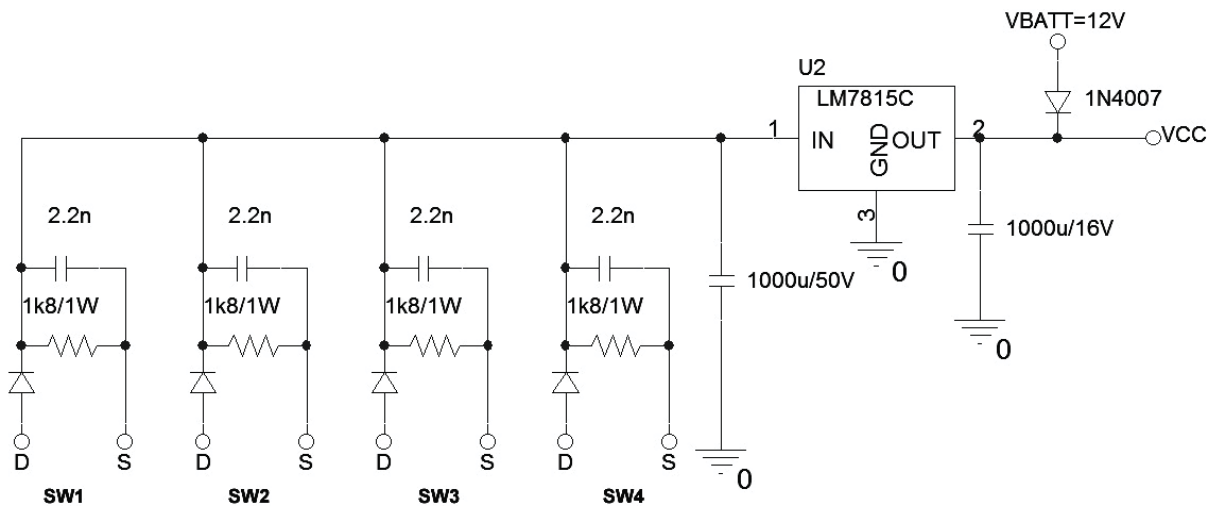 VBATT=12V
U2
LM7815C
1N4007
1
IN
GND
OUT
2
VCC
3
0
2.2n
2.2n
2.2n
2.2n
1000u/16V
1000u/50V
1k8/1W
1k8/1W
1k8/1W
1k8/1W
0
D
S
D
S
D
S
D
S
0
SW1
SW2
SW3
SW4